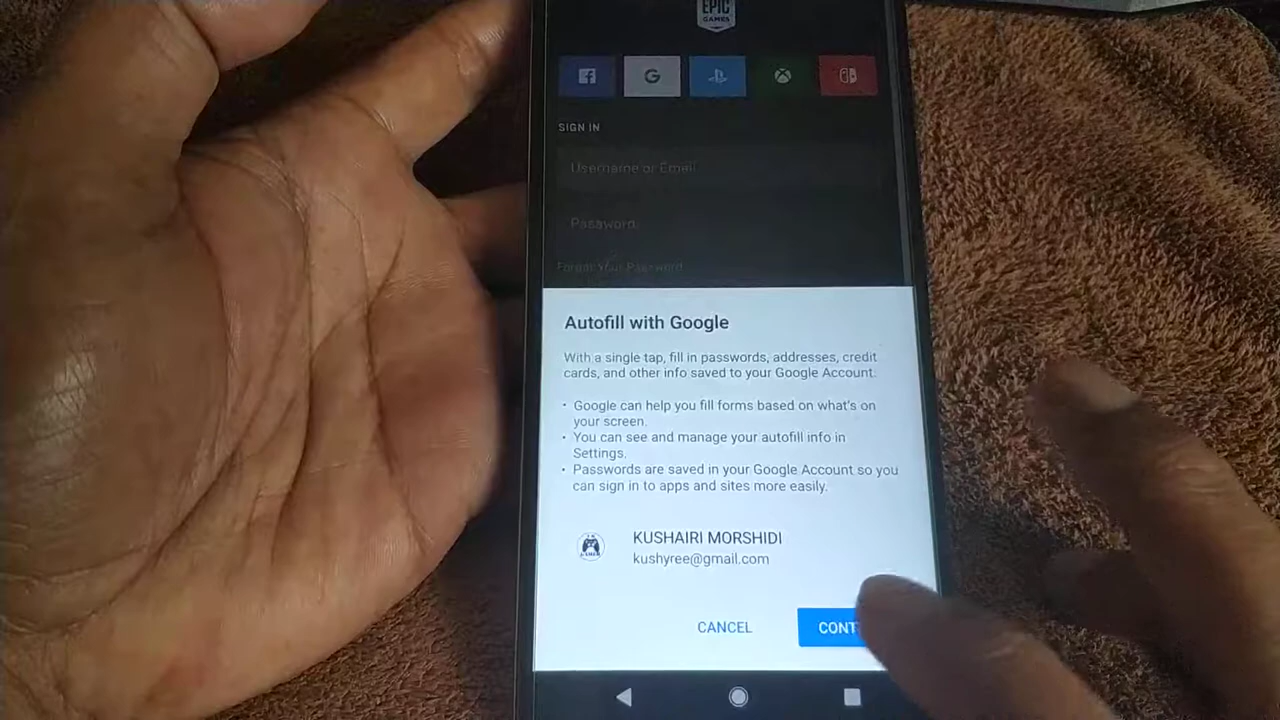 EPIC
GAMES
G
SIGN IN
Username or Email
Password
Forgot Your Password
Autofill with Google
With a single tap, fill in passwords, addresses, credit
cards, and other info saved to your Google Account.
• Google can help you fill forms based on what's on
your screen.
• You can see and manage your autofill info in
Settings.
• Passwords are saved in your Google Account so you
can sign in to apps and sites more easily.
KUSHAIRI MORSHIDI
kushyree@gmail.com
CANCEL
CONT